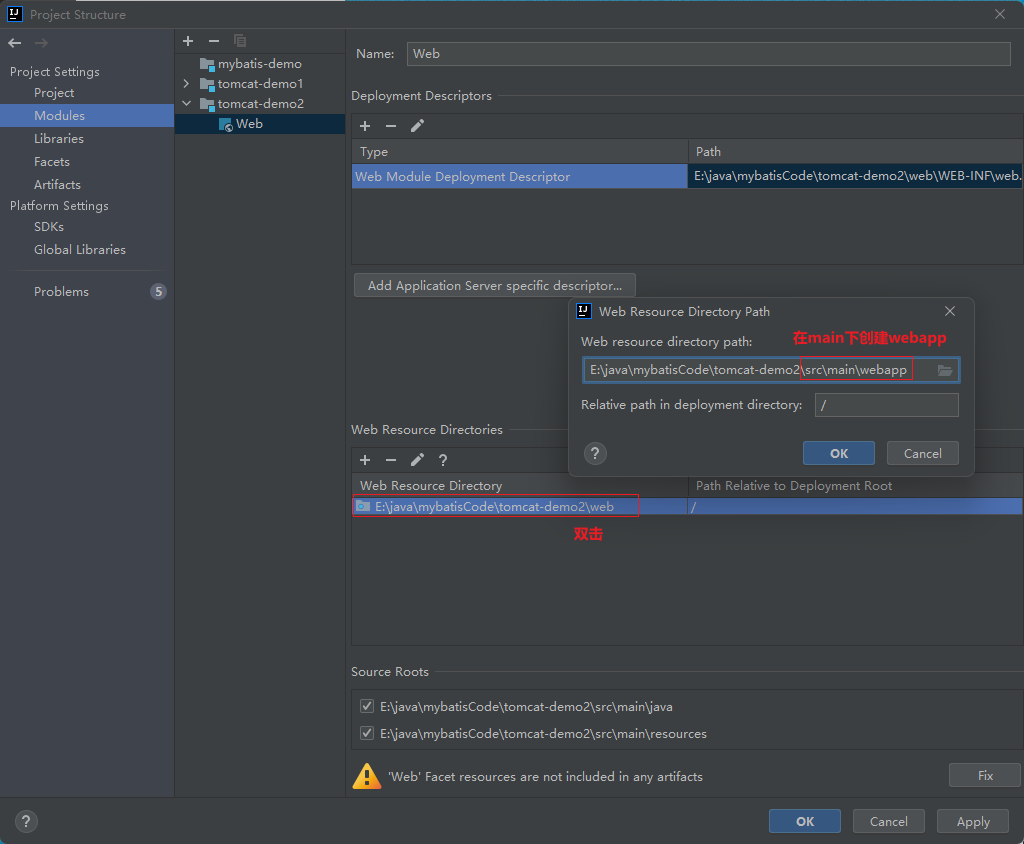 Project Structure
Project Settings
Project
Modules
Libraries
Facets
Artifacts
Platform Settings
SDKs
Global Libraries
Problems 5
mybatis-demo
tomcat-demo1
tomcat-demo2
Web
Name: Web
Deployment Descriptors
Type Path
Web Module Deployment Descriptor E:\java\mybatisCode\tomcat-demo2\web\WEB-INF\web.
Add Application Server specific descriptor...
Web Resource Directory Path
在main下创建webapp
Web resource directory path:
E:\java\mybatisCode\tomcat-demo2\src\main\webapp
Relative path in deployment directory: /
? OK Cancel
Web Resource Directories
?
Web Resource Directory Path Relative to Deployment Root
E:\java\mybatisCode\tomcat-demo2\web /
双击
Source Roots
E:\java\mybatisCode\tomcat-demo2\src\main\java
E:\java\mybatisCode\tomcat-demo2\src\main\resources
'Web' Facet resources are not included in any artifacts Fix
? OK Cancel Apply